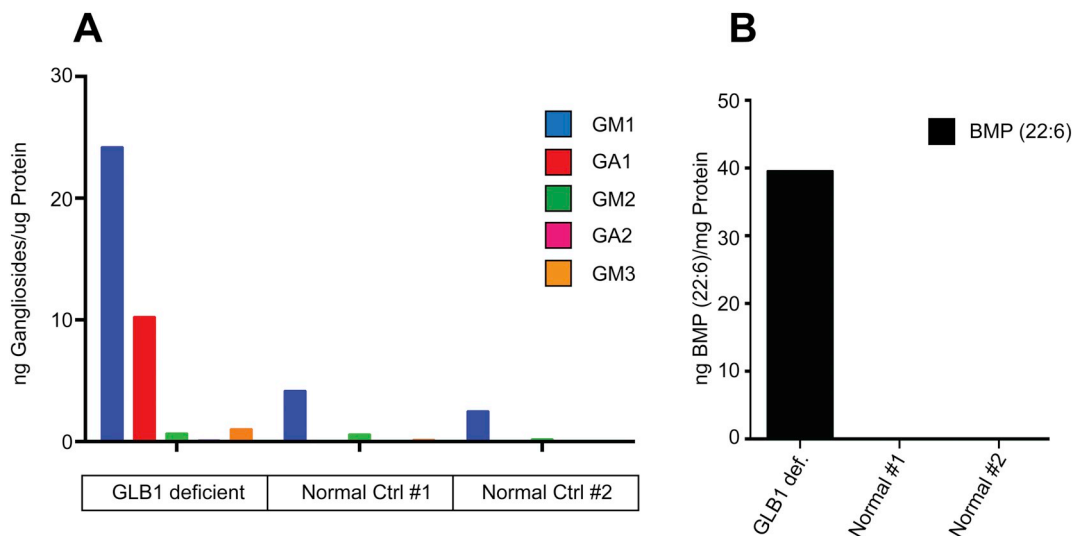 A
ng Gangliosides/ug Protein
30
20
10
0
GM1
GA1
GM2
GA2
GM3
GLB1 deficient
Normal Ctrl #1
Normal Ctrl #2
B
ng BMP (22:6)/mg Protein
50
40
30
20
10
0
BMP (22:6)
GLB1 def.
Normal #1
Normal #2